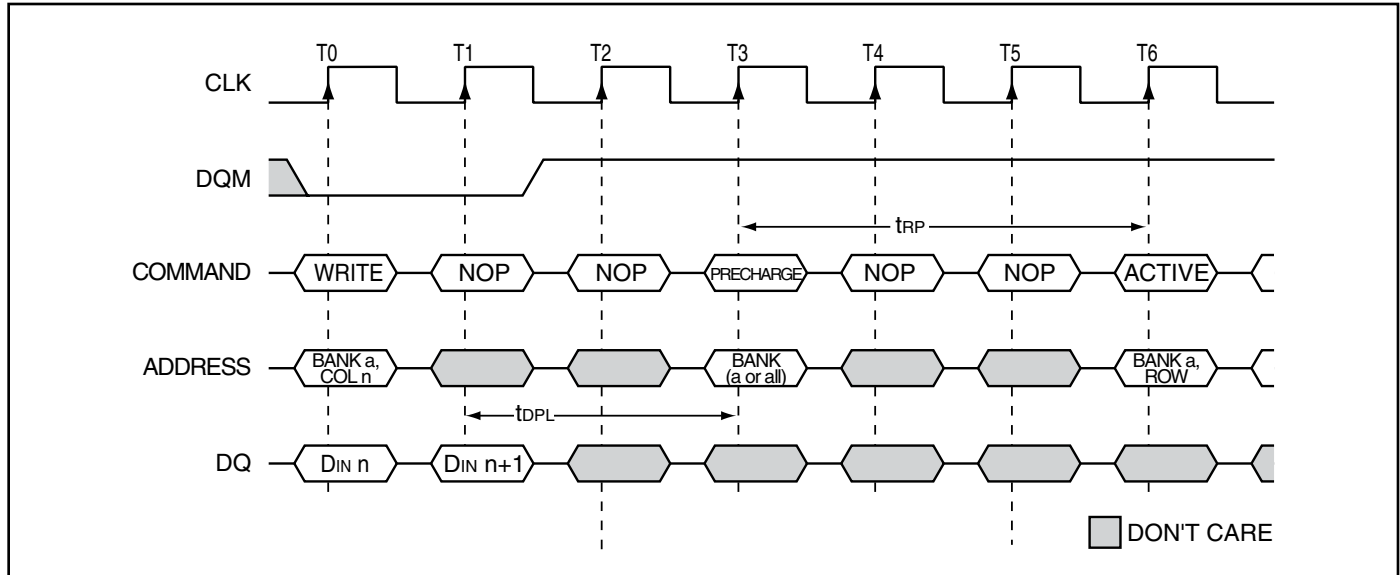 T0 T1 T2 T3 T4 T5 T6
CLK
DQM
tRP
COMMAND WRITE NOP NOP PRECHARGE NOP NOP ACTIVE
ADDRESS BANK a, COL n BANK (a or all) BANK a, ROW
tDPL
DQ DIN n DIN n+1
DON'T CARE